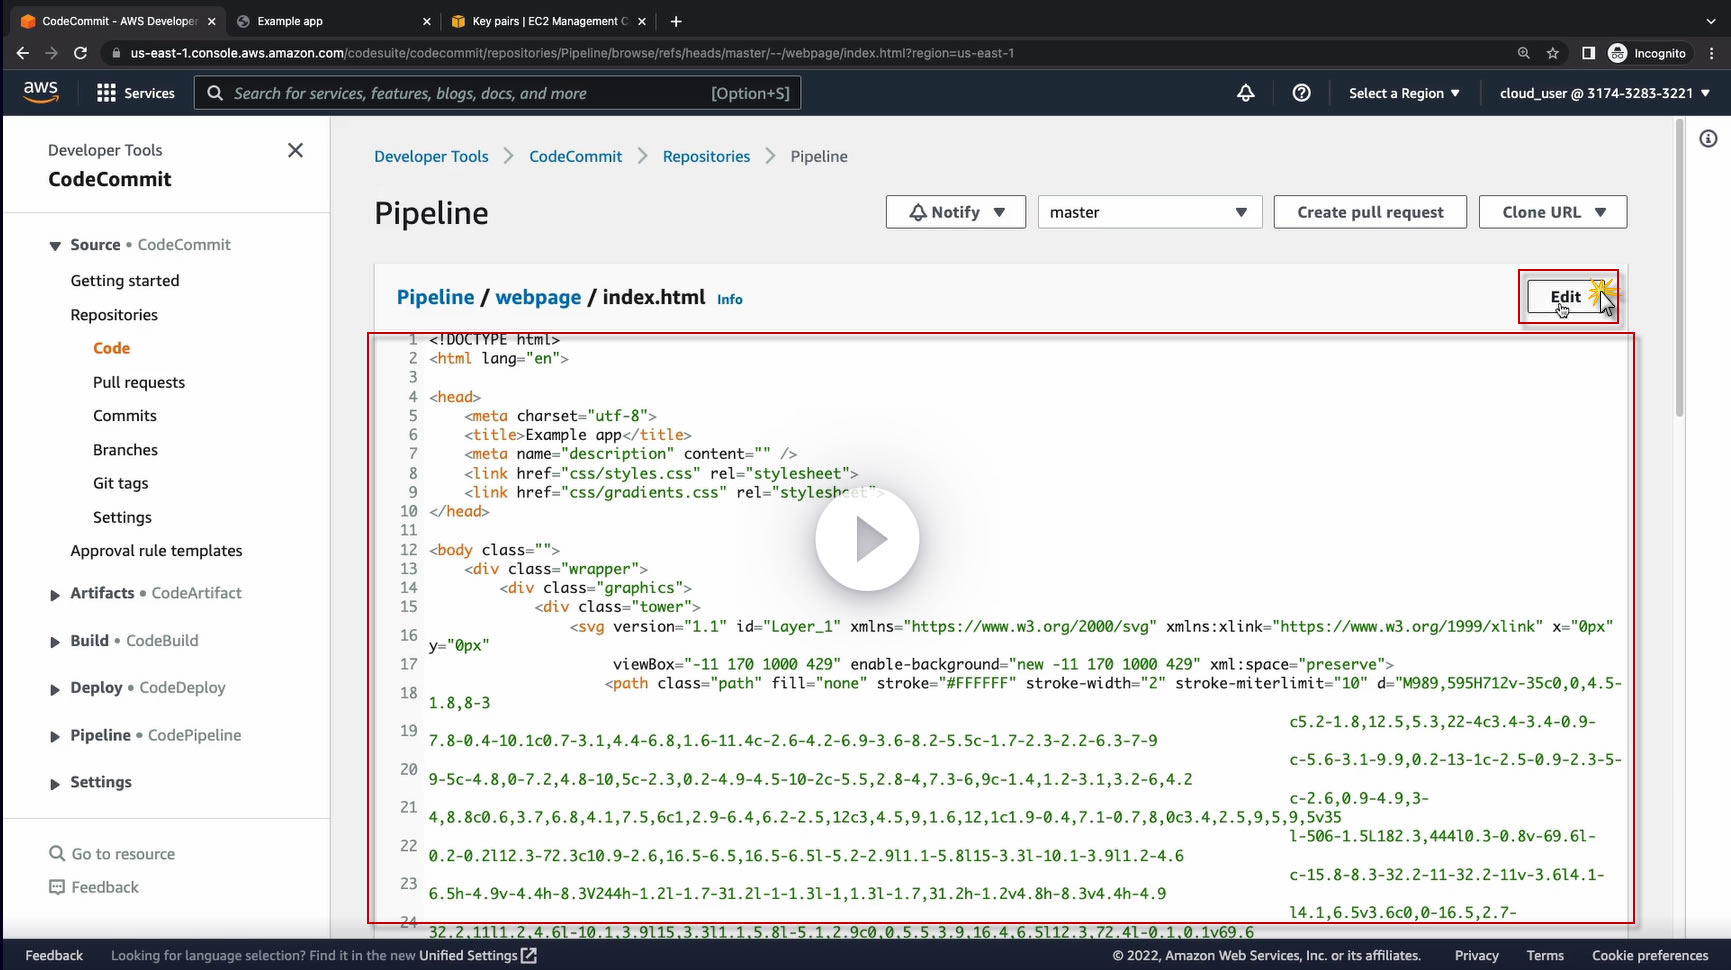 CodeCommit - AWS Developer
Example app
Key pairs | EC2 Management C
us-east-1.console.aws.amazon.com/codesuite/codecommit/repositories/Pipeline/browse/refs/heads/master/--/webpage/index.html?region=us-east-1
Incognito
aws
Services
Search for services, features, blogs, docs, and more
[Option+S]
Select a Region
cloud_user @ 3174-3283-3221
Developer Tools
CodeCommit
Source • CodeCommit
Getting started
Repositories
Code
Pull requests
Commits
Branches
Git tags
Settings
Approval rule templates
Artifacts • CodeArtifact
Build • CodeBuild
Deploy • CodeDeploy
Pipeline • CodePipeline
Settings
Go to resource
Feedback
Developer Tools > CodeCommit > Repositories > Pipeline
Pipeline
Notify
master
Create pull request
Clone URL
Pipeline / webpage / index.html Info
Edit
1 <!DOCTYPE html>
2 <html lang="en">
3
4 <head>
5 <meta charset="utf-8">
6 <title>Example app</title>
7 <meta name="description" content="" />
8 <link href="css/styles.css" rel="stylesheet">
9 <link href="css/gradients.css" rel="stylesheet">
10 </head>
11
12 <body class="">
13 <div class="wrapper">
14 <div class="graphics">
15 <div class="tower">
16 <svg version="1.1" id="Layer_1" xmlns="https://www.w3.org/2000/svg" xmlns:xlink="https://www.w3.org/1999/xlink" x="0px"
y="0px"
17 viewBox="-11 170 1000 429" enable-background="new -11 170 1000 429" xml:space="preserve">
18 <path class="path" fill="none" stroke="#FFFFFF" stroke-width="2" stroke-miterlimit="10" d="M989,595H712v-35c0,0,4.5-
1.8,8-3
19 c5.2-1.8,12.5,5.3,22-4c3.4-3.4-0.9-
7.8-0.4-10.1c0.7-3.1,4.4-6.8,1.6-11.4c-2.6-4.2-6.9-3.6-8.2-5.5c-1.7-2.3-2.2-6.3-7-9
20 c-5.6-3.1-9.9,0.2-13-1c-2.5-0.9-2.3-5-
9-5c-4.8,0-7.2,4.8-10,5c-2.3,0.2-4.9-4.5-10-2c-5.5,2.8-4,7.3-6,9c-1.4,1.2-3.1,3.2-6,4.2
21 c-2.6,0.9-4.9,3-
4,8.8c0.6,3.7,6.8,4.1,7.5,6c1,2.9-6.4,6.2-2.5,12c3,4.5,9,1.6,12,1c1.9-0.4,7.1-0.7,8,0c3.4,2.5,9,5,9,5v35
22 l-506-1.5L182.3,444l0.3-0.8v-69.6l-
0.2-0.2l12.3-72.3c10.9-2.6,16.5-6.5,16.5-6.5l-5.2-2.9l1.1-5.8l15-3.3l-10.1-3.9l1.2-4.6
23 c-15.8-8.3-32.2-11-32.2-11v-3.6l4.1-
6.5h-4.9v-4.4h-8.3V244h-1.2l-1.7-31.2l-1-1.3l-1,1.3l-1.7,31.2h-1.2v4.8h-8.3v4.4h-4.9
24 l4.1,6.5v3.6c0,0-16.5,2.7-
32.2,11l1.2,4.6l-10.1,3.9l15,3.3l1.1,5.8l-5.1,2.9c0,0,5.5,3.9,16.4,6.5l12.3,72.4l-0.1,0.1v69.6
Feedback
Looking for language selection? Find it in the new Unified Settings
© 2022, Amazon Web Services, Inc. or its affiliates.
Privacy
Terms
Cookie preferences